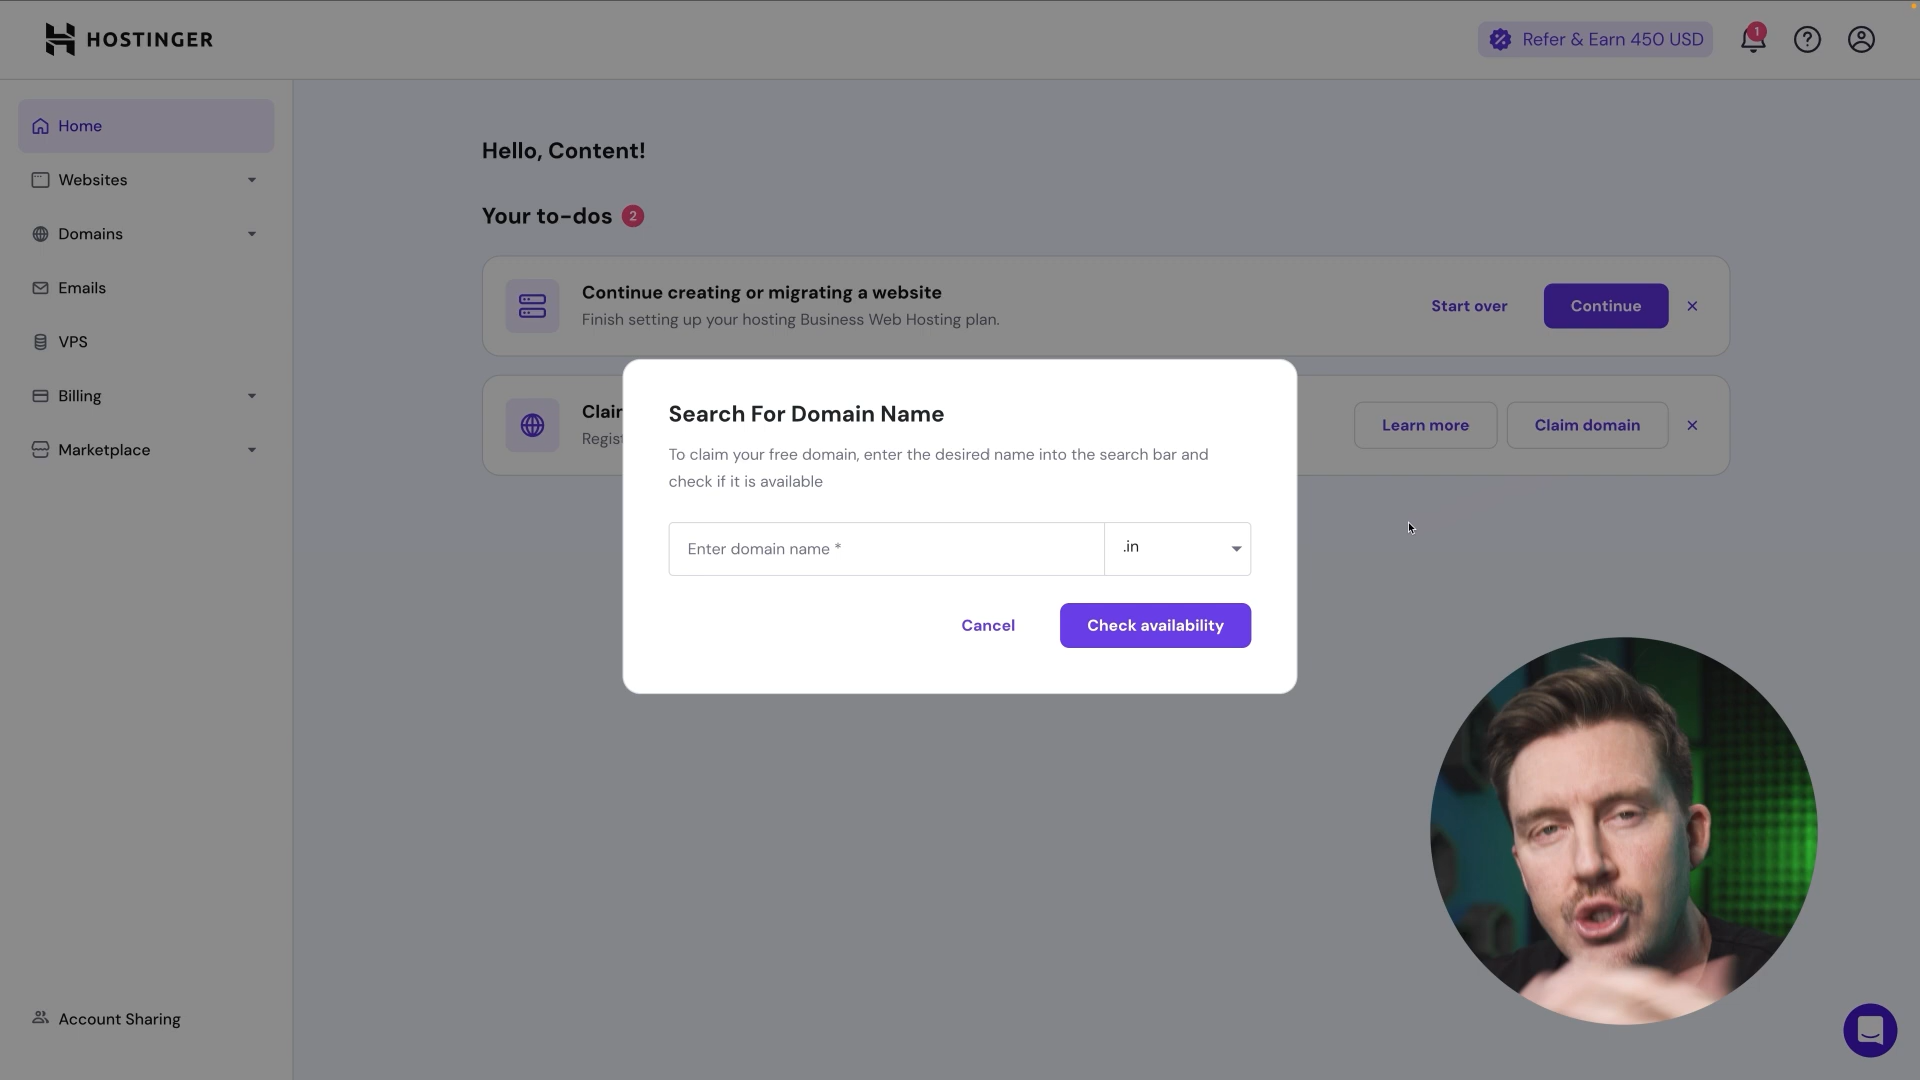 HOSTINGER
Refer & Earn 450 USD
1
Home
Websites
Domains
Emails
VPS
Billing
Marketplace
Account Sharing
Hello, Content!
Your to-dos 2
Continue creating or migrating a website
Finish setting up your hosting Business Web Hosting plan.
Start over
Continue
Clair
Regist
Learn more
Claim domain
Search For Domain Name
To claim your free domain, enter the desired name into the search bar and
check if it is available
Enter domain name *
.in
Cancel
Check availability